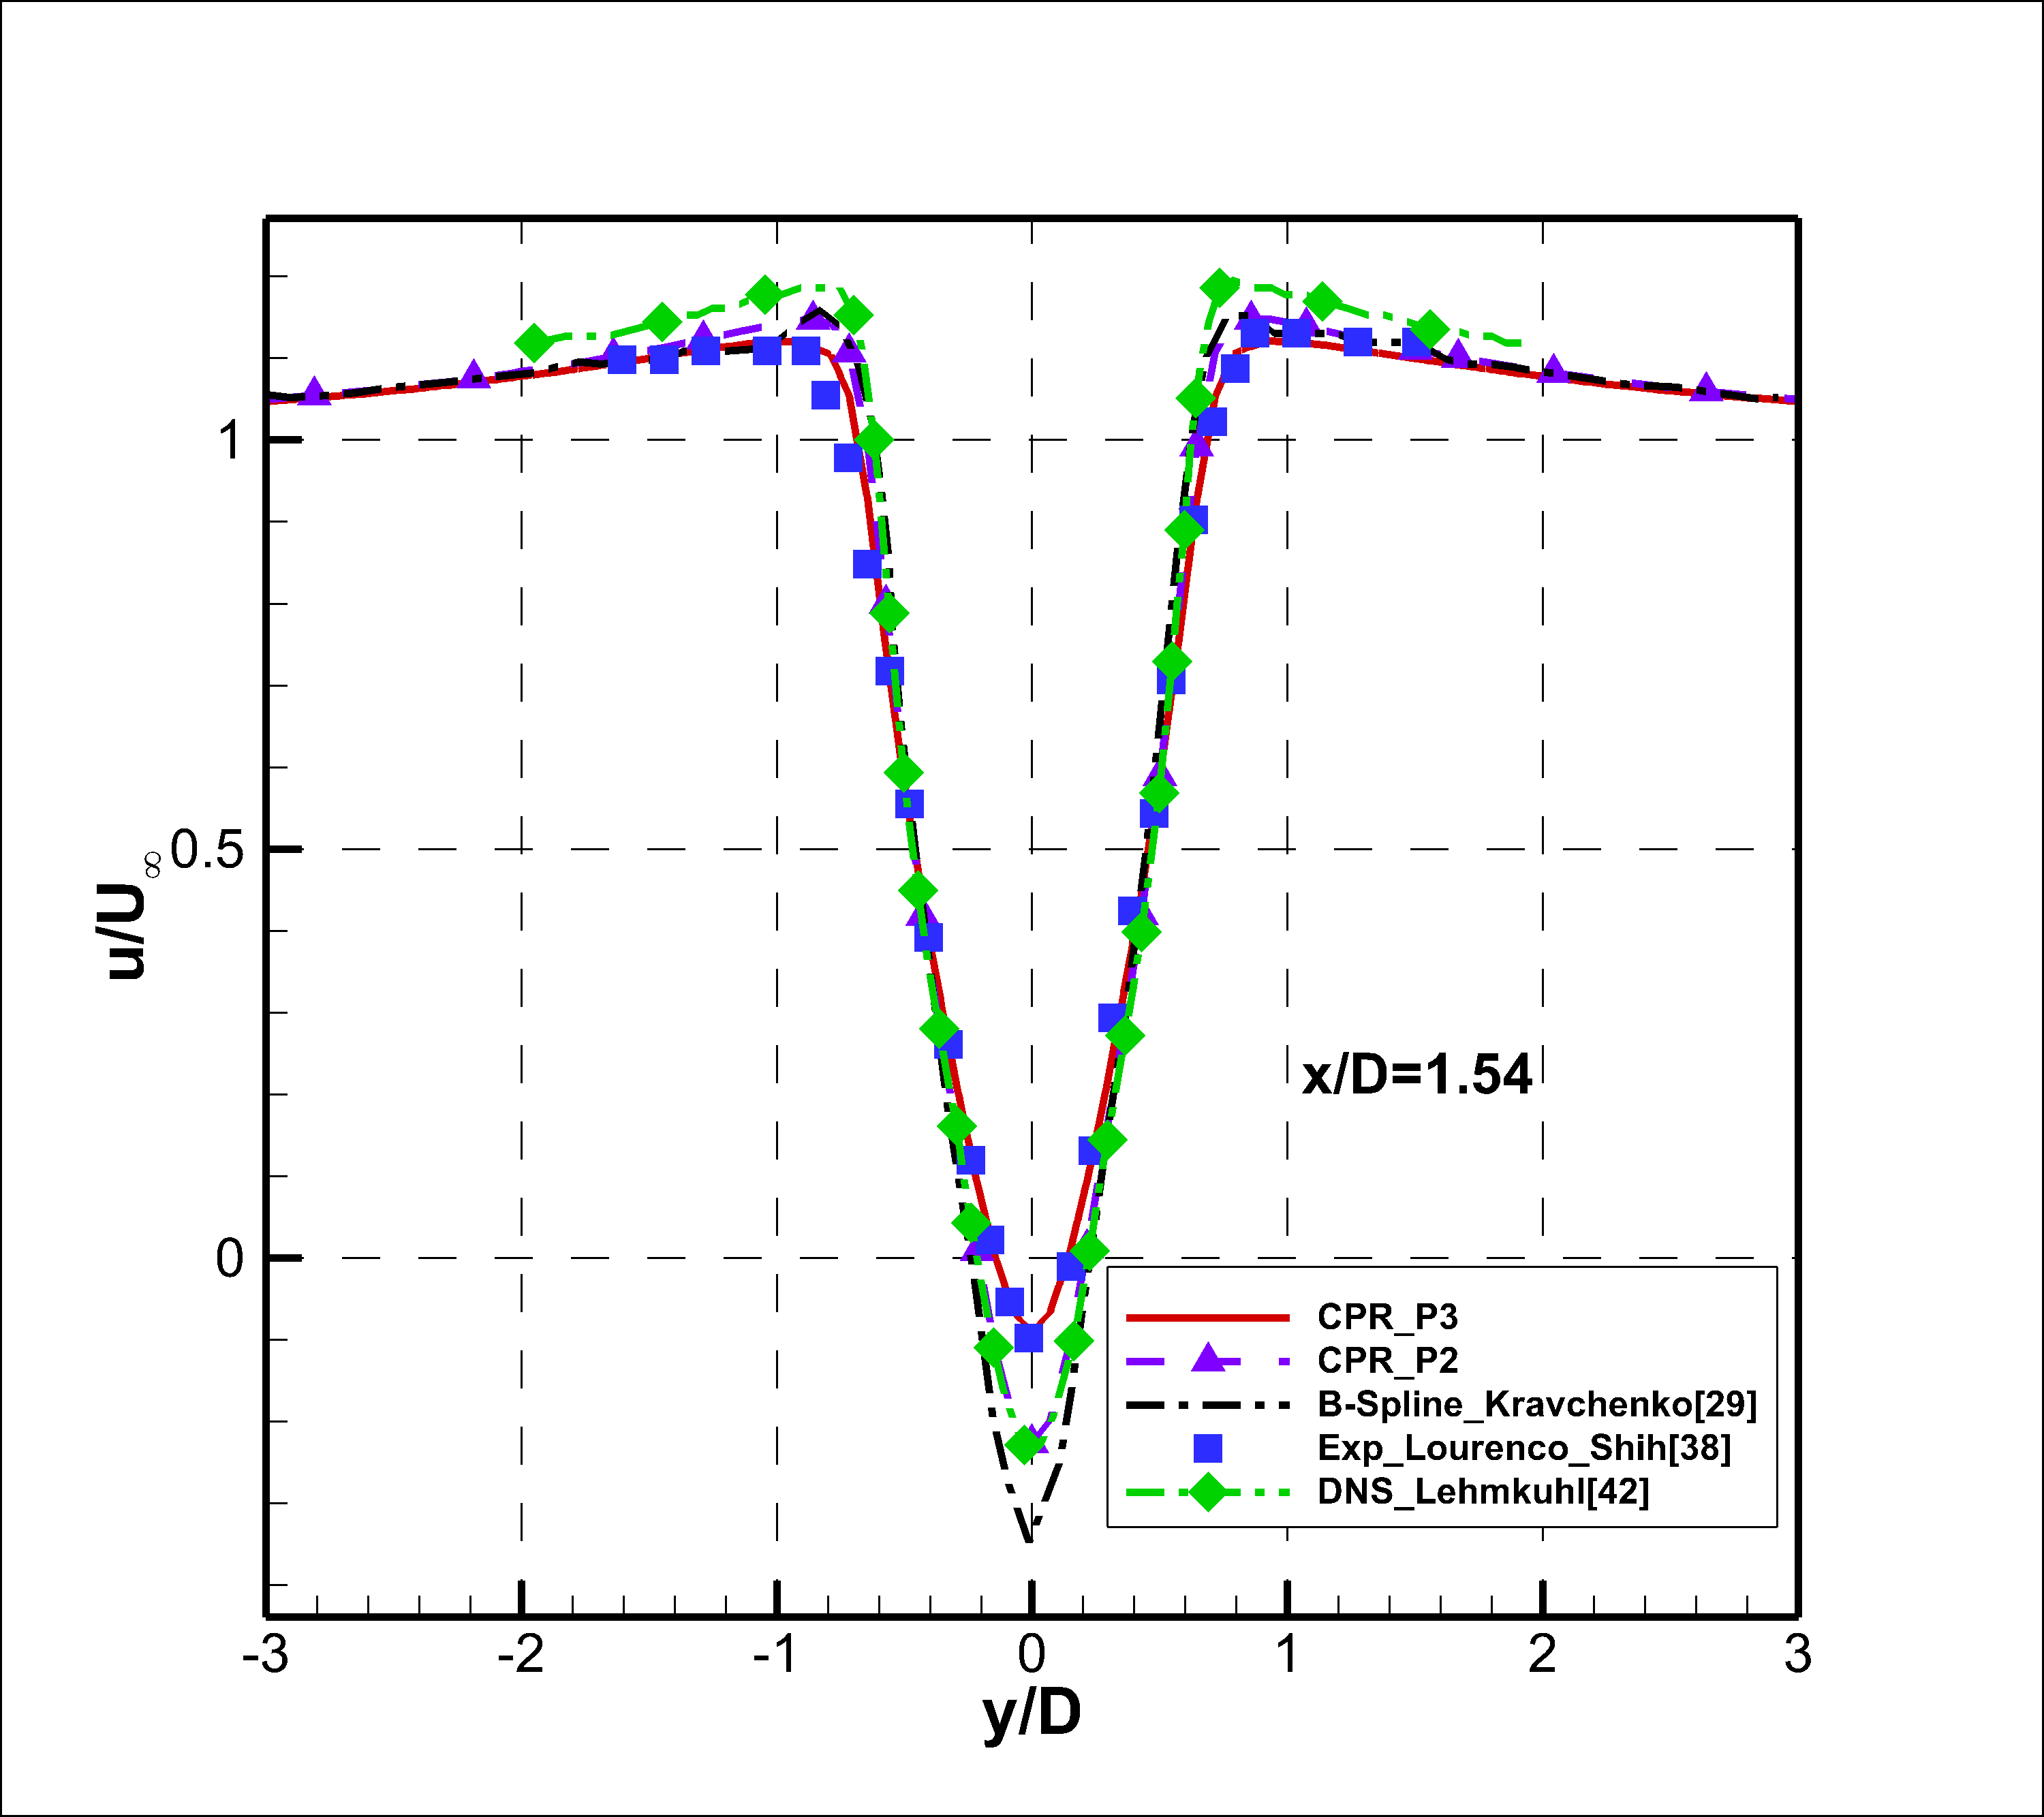 1
0.5
0
u/U∞
x/D=1.54
CPR_P3
CPR_P2
B-Spline_Kravchenko[29]
Exp_Lourenco_Shih[38]
DNS_Lehmkuhl[42]
-3 -2 -1 0 1 2 3
y/D